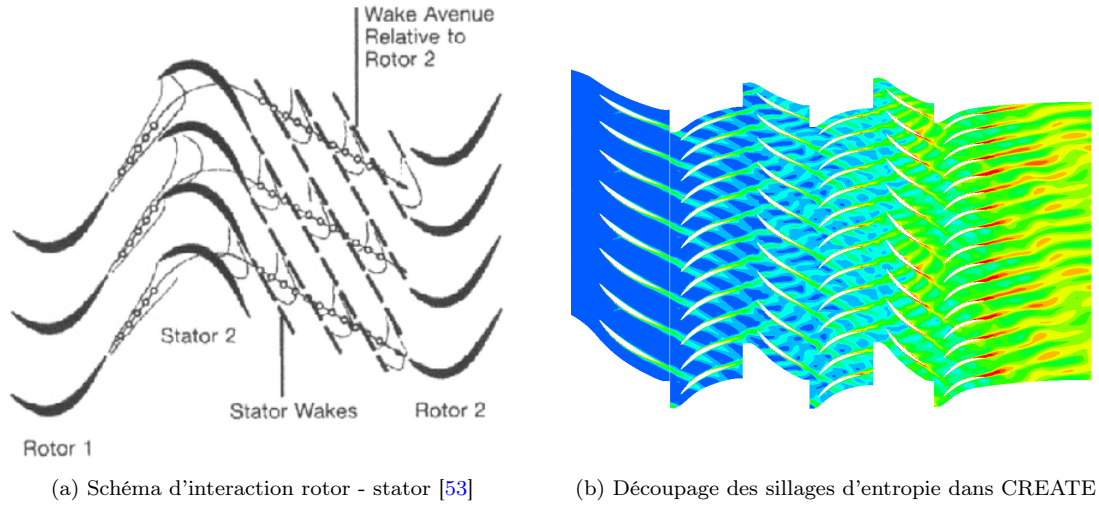 Wake Avenue
Relative to
Rotor 2
Stator 2
Stator Wakes
Rotor 2
Rotor 1
(a) Schéma d'interaction rotor - stator [53]
(b) Découpage des sillages d'entropie dans CREATE